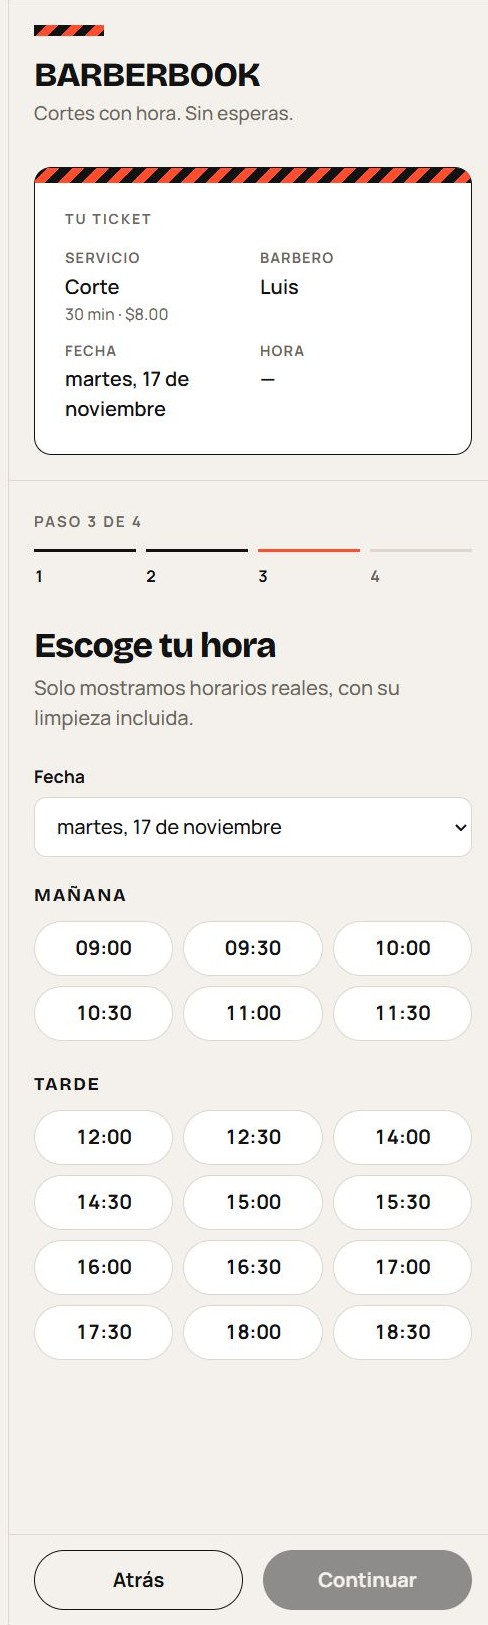 BARBERBOOK
Cortes con hora. Sin esperas.
TU TICKET
SERVICIO BARBERO
Corte Luis
30 min · $8.00
FECHA HORA
martes, 17 de —
noviembre
PASO 3 DE 4
1 2 3 4
Escoge tu hora
Solo mostramos horarios reales, con su
limpieza incluida.
Fecha
martes, 17 de noviembre
MAÑANA
09:00 09:30 10:00
10:30 11:00 11:30
TARDE
12:00 12:30 14:00
14:30 15:00 15:30
16:00 16:30 17:00
17:30 18:00 18:30
Atrás Continuar